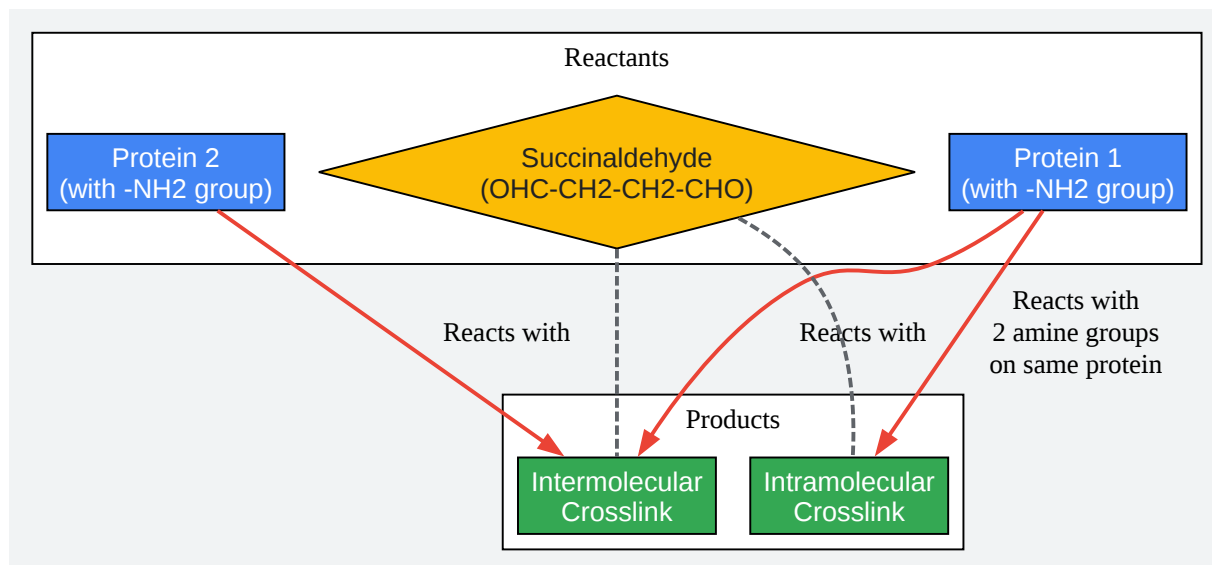 Reactants
Protein 2
(with -NH2 group)
Succinaldehyde
(OHC-CH2-CH2-CHO)
Protein 1
(with -NH2 group)
Reacts with
Reacts with
Reacts with
2 amine groups
on same protein
Products
Intermolecular
Crosslink
Intramolecular
Crosslink